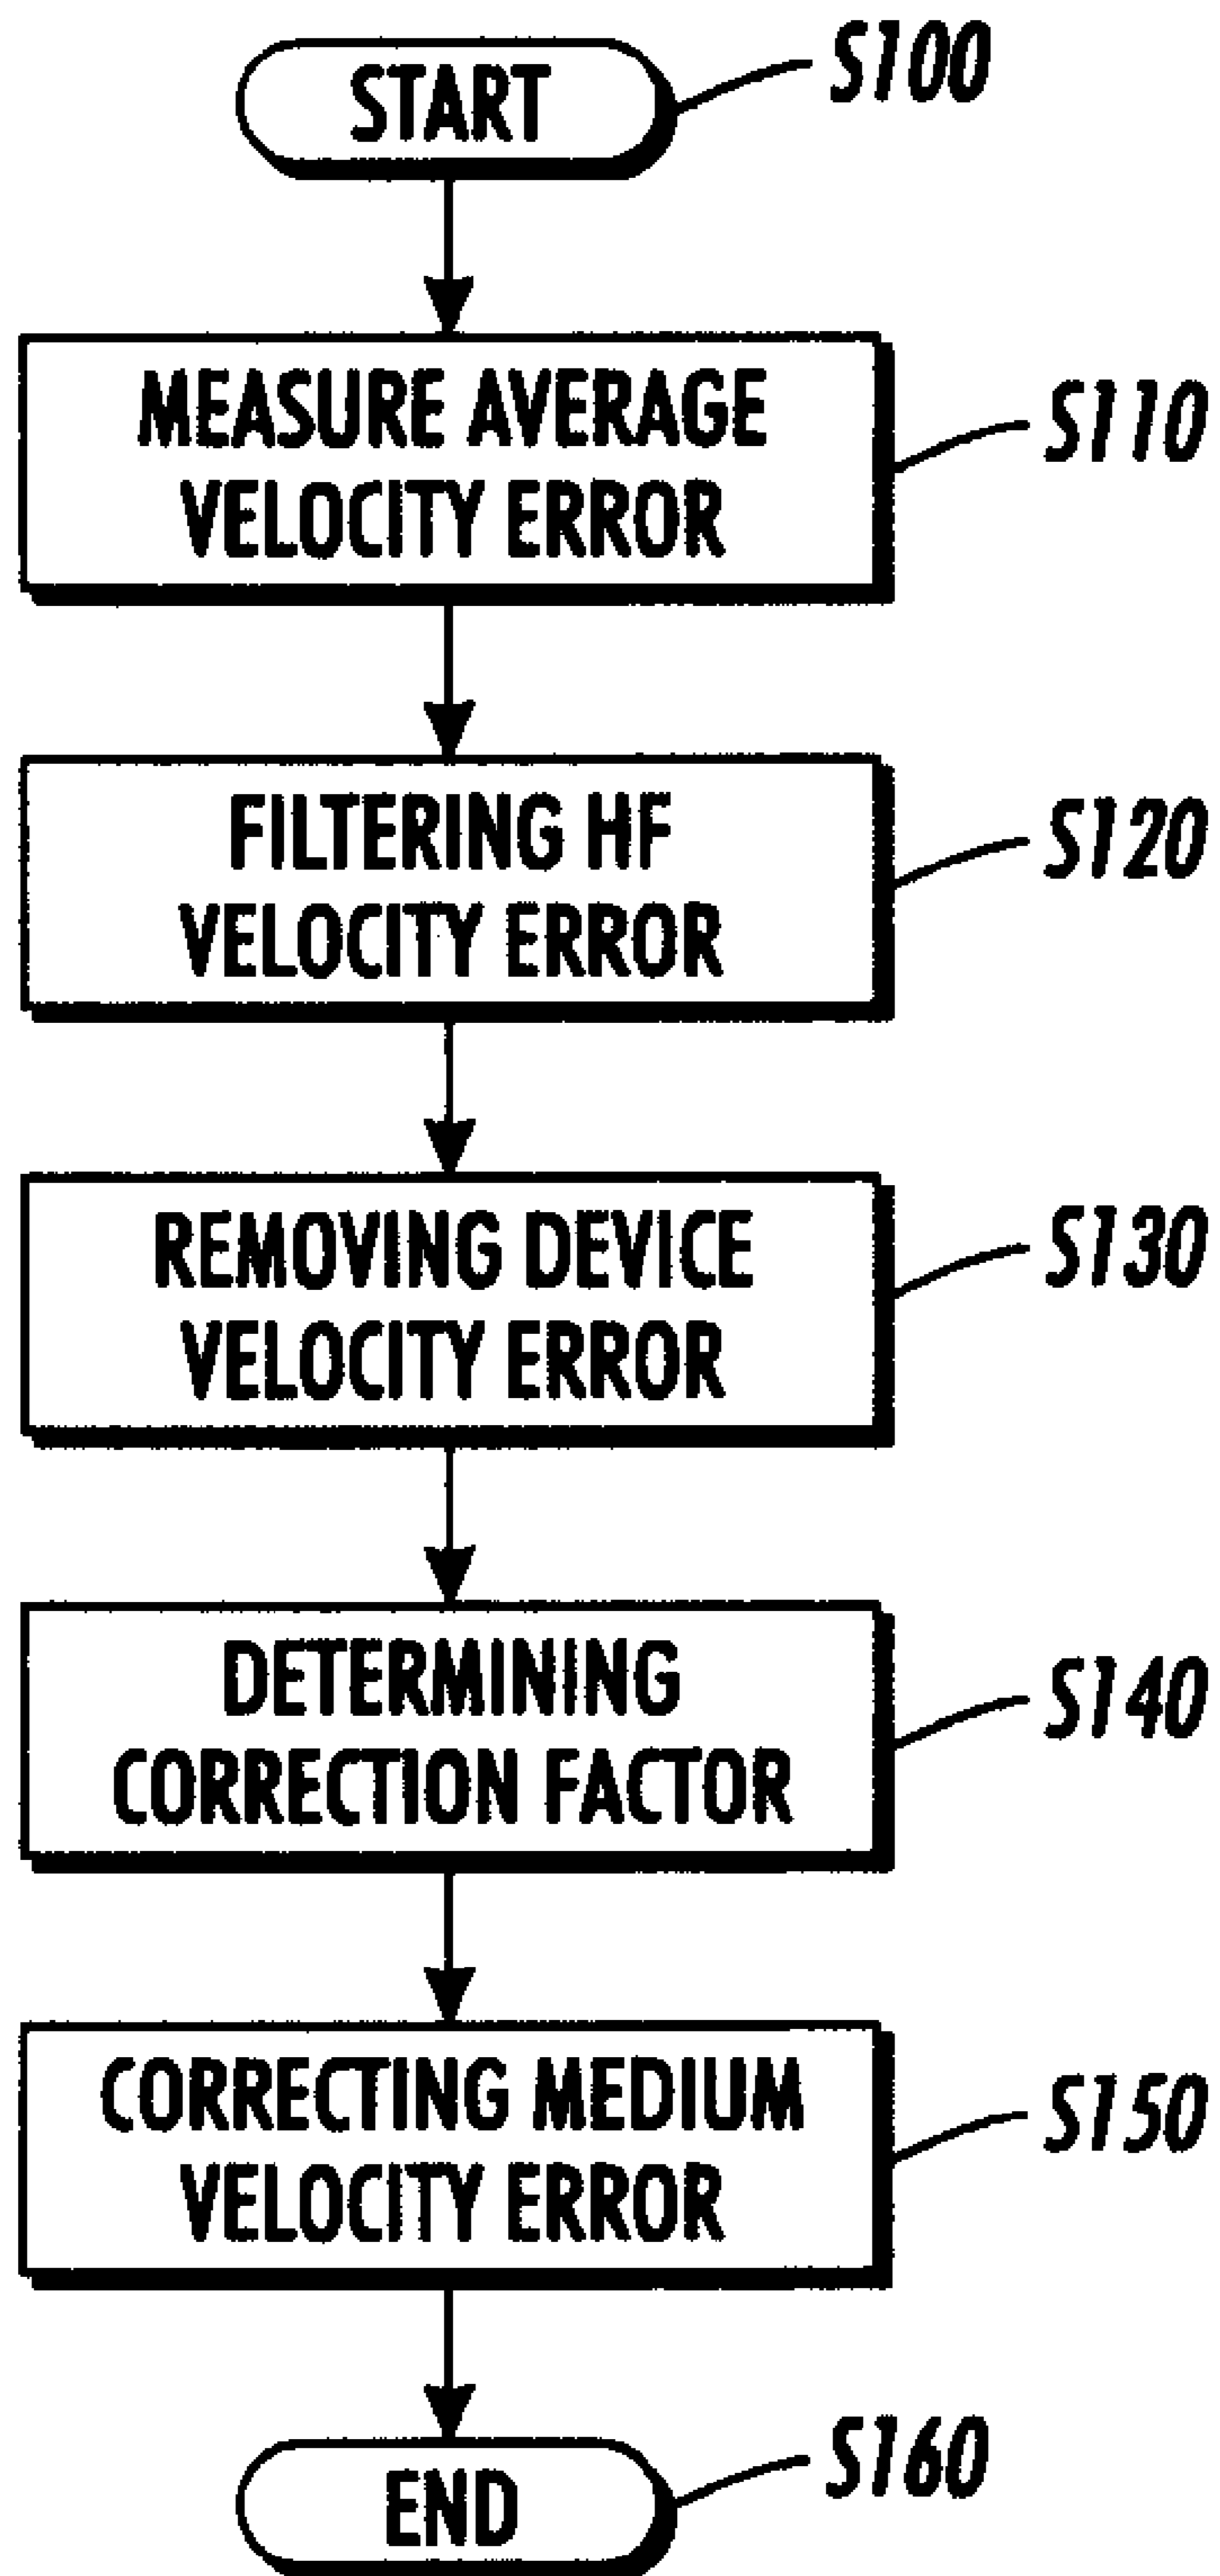 START
S100
MEASURE AVERAGE
VELOCITY ERROR
S110
FILTERING HF
VELOCITY ERROR
S120
REMOVING DEVICE
VELOCITY ERROR
S130
DETERMINING
CORRECTION FACTOR
S140
CORRECTING MEDIUM
VELOCITY ERROR
S150
END
S160